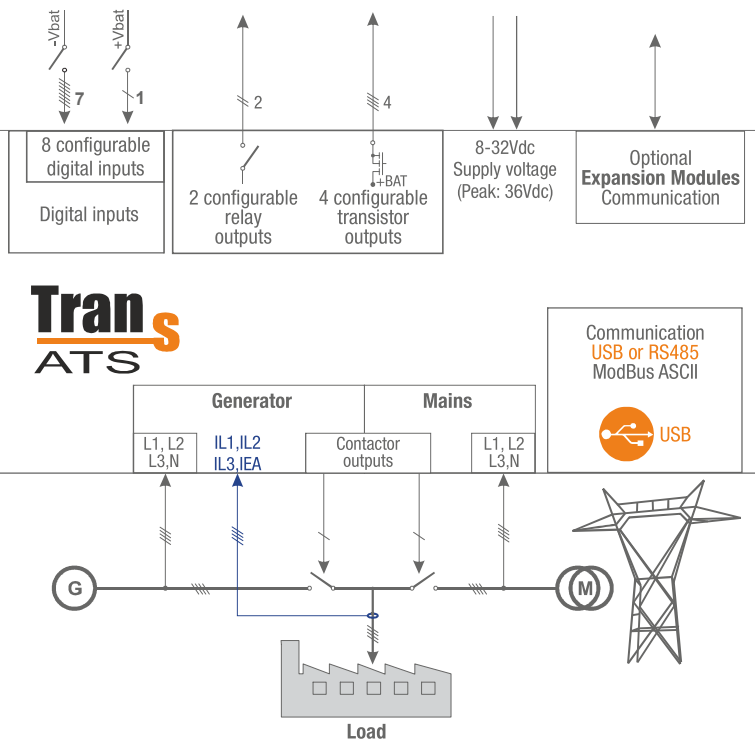 -Vbat
+Vbat
7
1
2
4
8 configurable
digital inputs
Digital inputs
2 configurable
relay
outputs
+BAT
4 configurable
transistor
outputs
8-32Vdc
Supply voltage
(Peak: 36Vdc)
Optional
Expansion Modules
Communication
Trans
ATS
Communication
USB or RS485
ModBus ASCII
USB
Generator
Mains
L1, L2
L3,N
IL1,IL2
IL3,IEA
Contactor
outputs
L1, L2
L3,N
G
M
Load